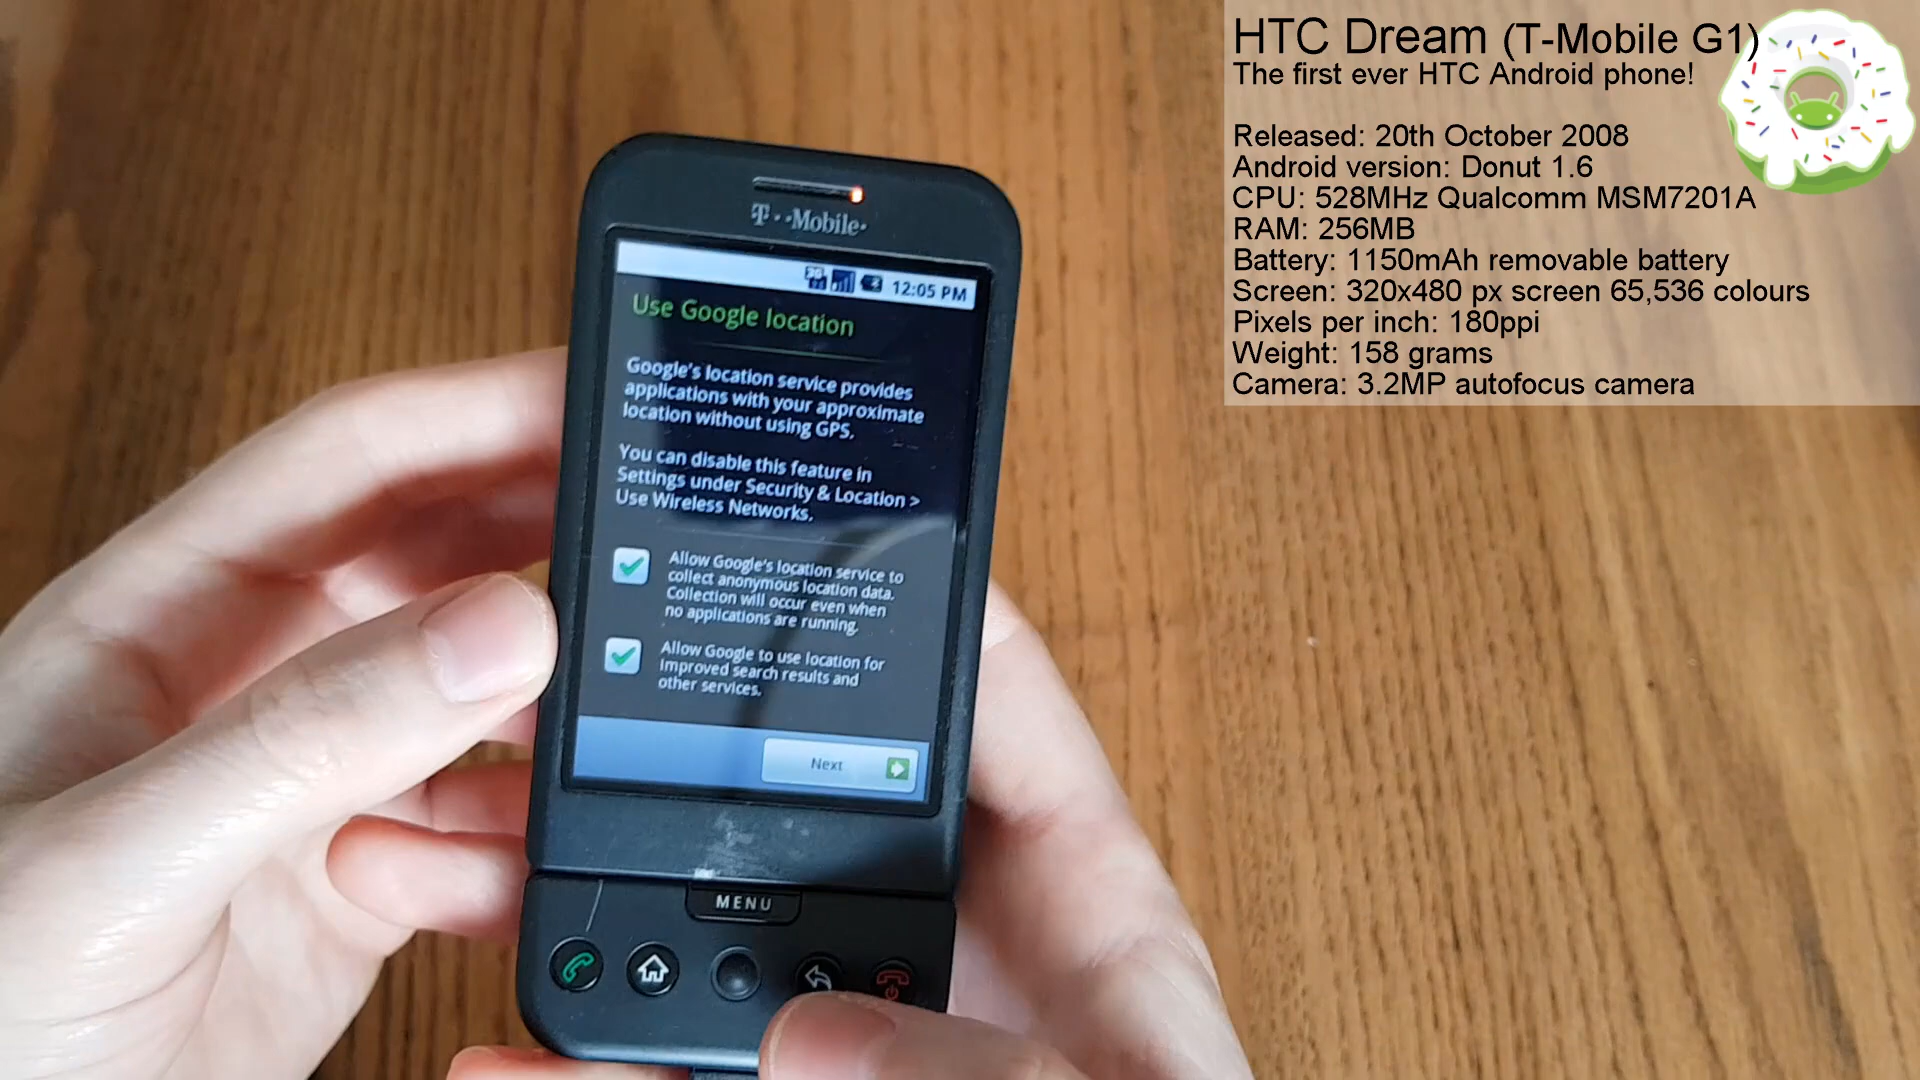 HTC Dream (T-Mobile G1)
The first ever HTC Android phone!
Released: 20th October 2008
Android version: Donut 1.6
CPU: 528MHz Qualcomm MSM7201A
RAM: 256MB
Battery: 1150mAh removable battery
Screen: 320x480 px screen 65,536 colours
Pixels per inch: 180ppi
Weight: 158 grams
Camera: 3.2MP autofocus camera
T··Mobile·
3G
12:05 PM
Use Google location
Google's location service provides
applications with your approximate
location without using GPS.
You can disable this feature in
Settings under Security & Location >
Use Wireless Networks.
Allow Google's location service to
collect anonymous location data.
Collection will occur even when
no applications are running.
Allow Google to use location for
improved search results and
other services.
Next
MENU